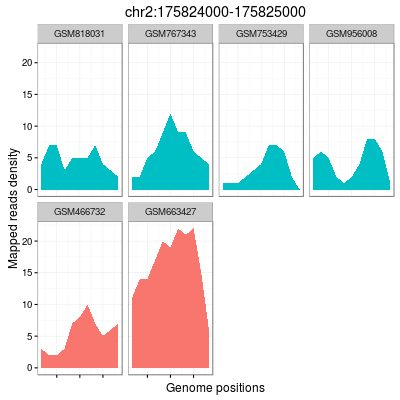 chr2:175824000-175825000
GSM818031 GSM767343 GSM753429 GSM956008
20
15
10
5
0
Mapped reads density
GSM466732 GSM663427
20
15
10
5
0
Genome positions